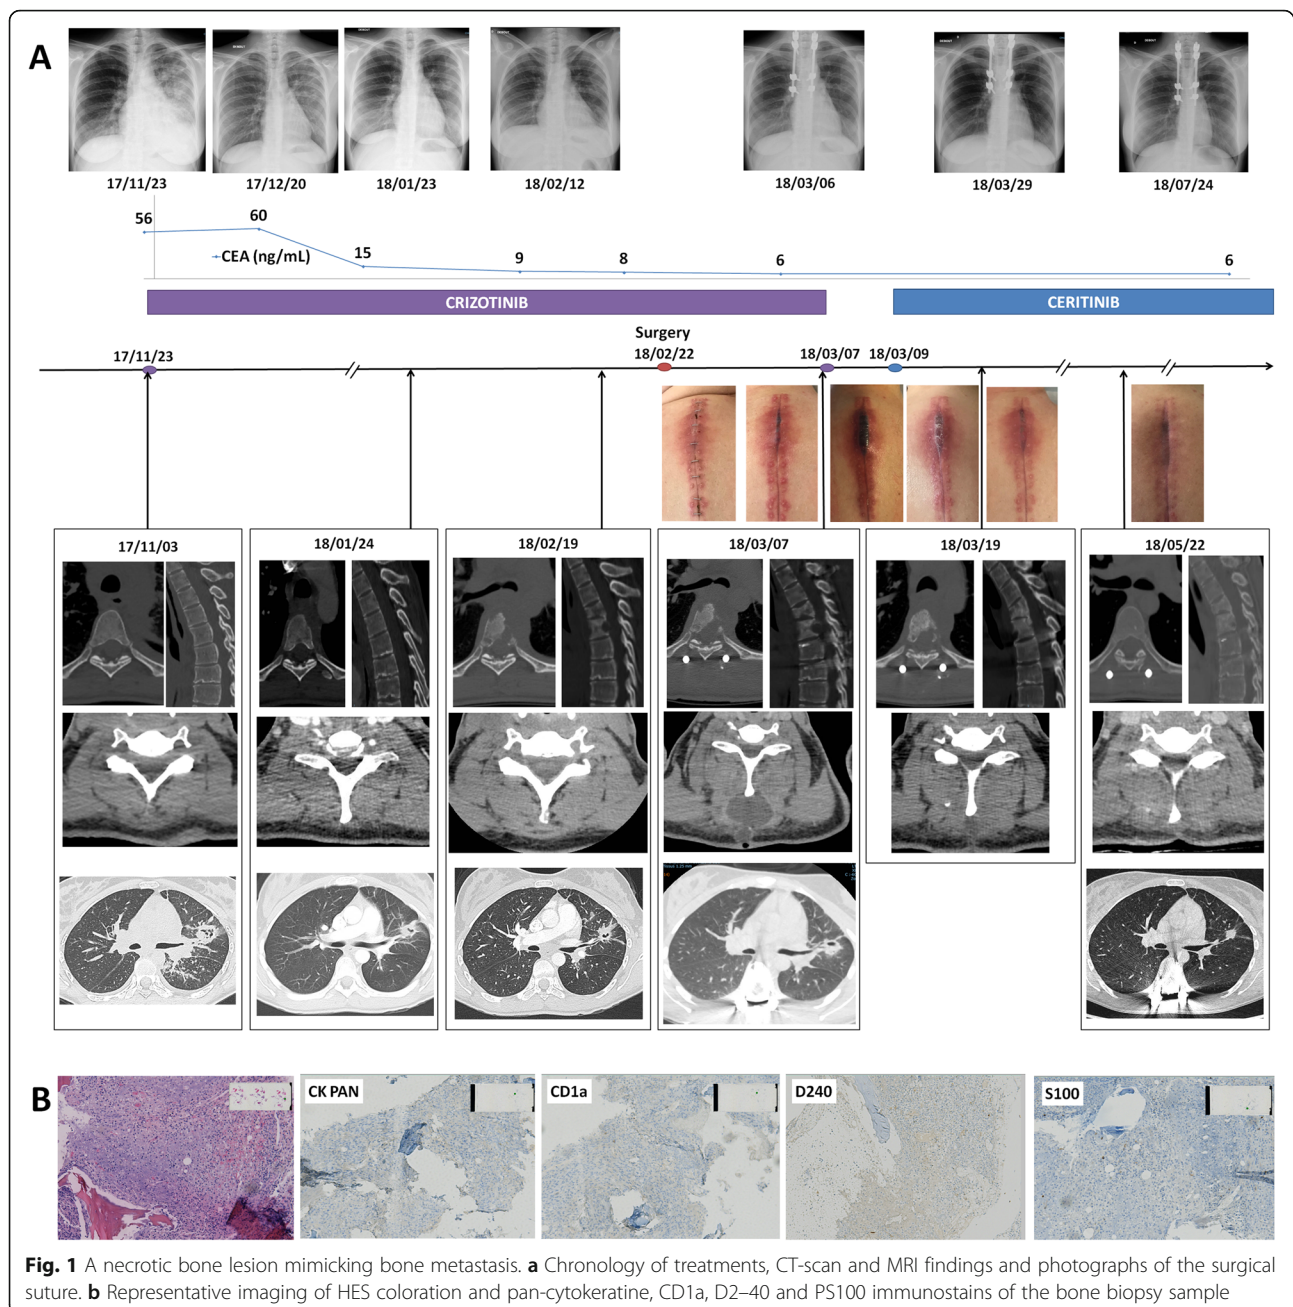 A
17/11/23 17/12/20 18/01/23 18/02/12 18/03/06 18/03/29 18/07/24
56 60 15 9 8 6 6
CEA (ng/mL)
CRIZOTINIB CERITINIB
Surgery
17/11/23 18/02/22 18/03/07 18/03/09
17/11/03 18/01/24 18/02/19 18/03/07 18/03/19 18/05/22
B
CK PAN CD1a D240 S100
Fig. 1 A necrotic bone lesion mimicking bone metastasis. a Chronology of treatments, CT-scan and MRI findings and photographs of the surgical
suture. b Representative imaging of HES coloration and pan-cytokeratine, CD1a, D2–40 and PS100 immunostains of the bone biopsy sample